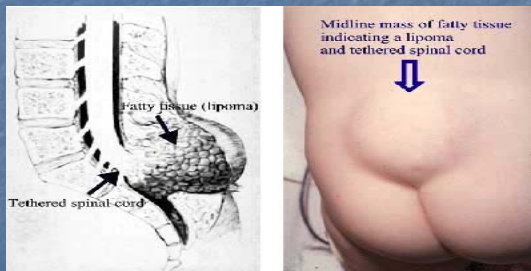 Fatty tissue (lipoma)
Tethered spinal cord
Midline mass of fatty tissue
indicating a lipoma
and tethered spinal cord